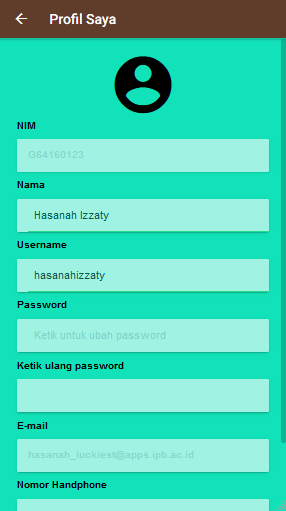 Profil Saya
NIM
G64160123
Nama
Hasanah Izzaty
Username
hasanahizzaty
Password
Ketik untuk ubah password
Ketik ulang password
E-mail
hasanah_luckiest@apps.ipb.ac.id
Nomor Handphone